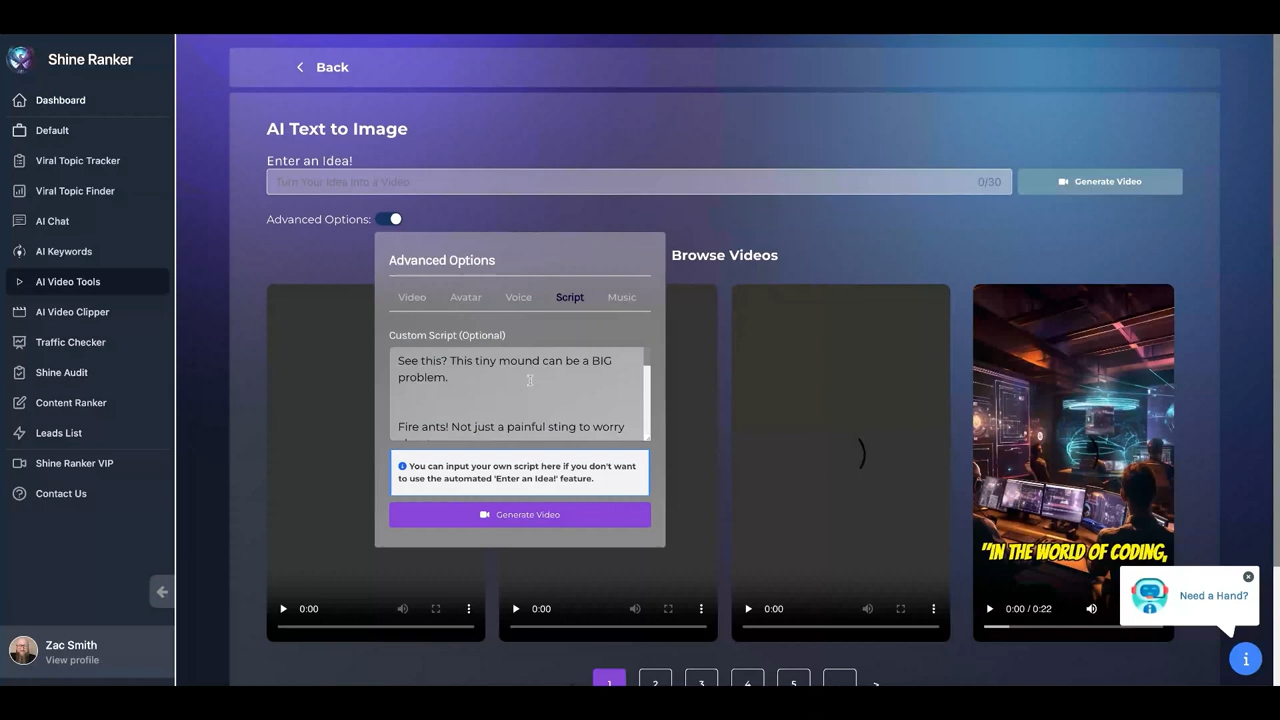 Shine Ranker
Dashboard
Default
Viral Topic Tracker
Viral Topic Finder
AI Chat
AI Keywords
AI Video Tools
AI Video Clipper
Traffic Checker
Shine Audit
Content Ranker
Leads List
Shine Ranker VIP
Contact Us
Zac Smith
View profile
Back
AI Text to Image
Enter an Idea!
Turn Your Idea Into a Video
0/30
Generate Video
Advanced Options:
Browse Videos
Advanced Options
Video Avatar Voice Script Music
Custom Script (Optional)
See this? This tiny mound can be a BIG
problem.
Fire ants! Not just a painful sting to worry
You can input your own script here if you don't want
to use the automated 'Enter an Idea!' feature.
Generate Video
0:00
0:00
0:00
"IN THE WORLD OF CODING,
0:00 / 0:22
Need a Hand?
1 2 3 4 5 ... >